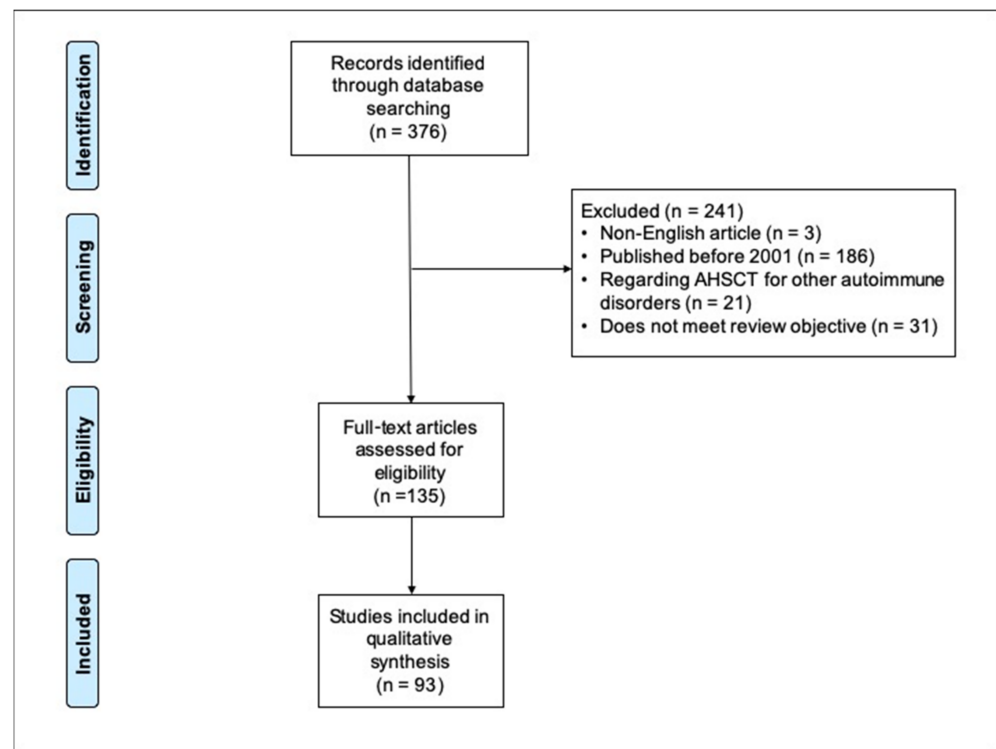 Identification
Records identified
through database
searching
(n = 376)
Screening
Excluded (n = 241)
• Non-English article (n = 3)
• Published before 2001 (n = 186)
• Regarding AHSCT for other autoimmune
disorders (n = 21)
• Does not meet review objective (n = 31)
Eligibility
Full-text articles
assessed for
eligibility
(n =135)
Included
Studies included in
qualitative
synthesis
(n = 93)